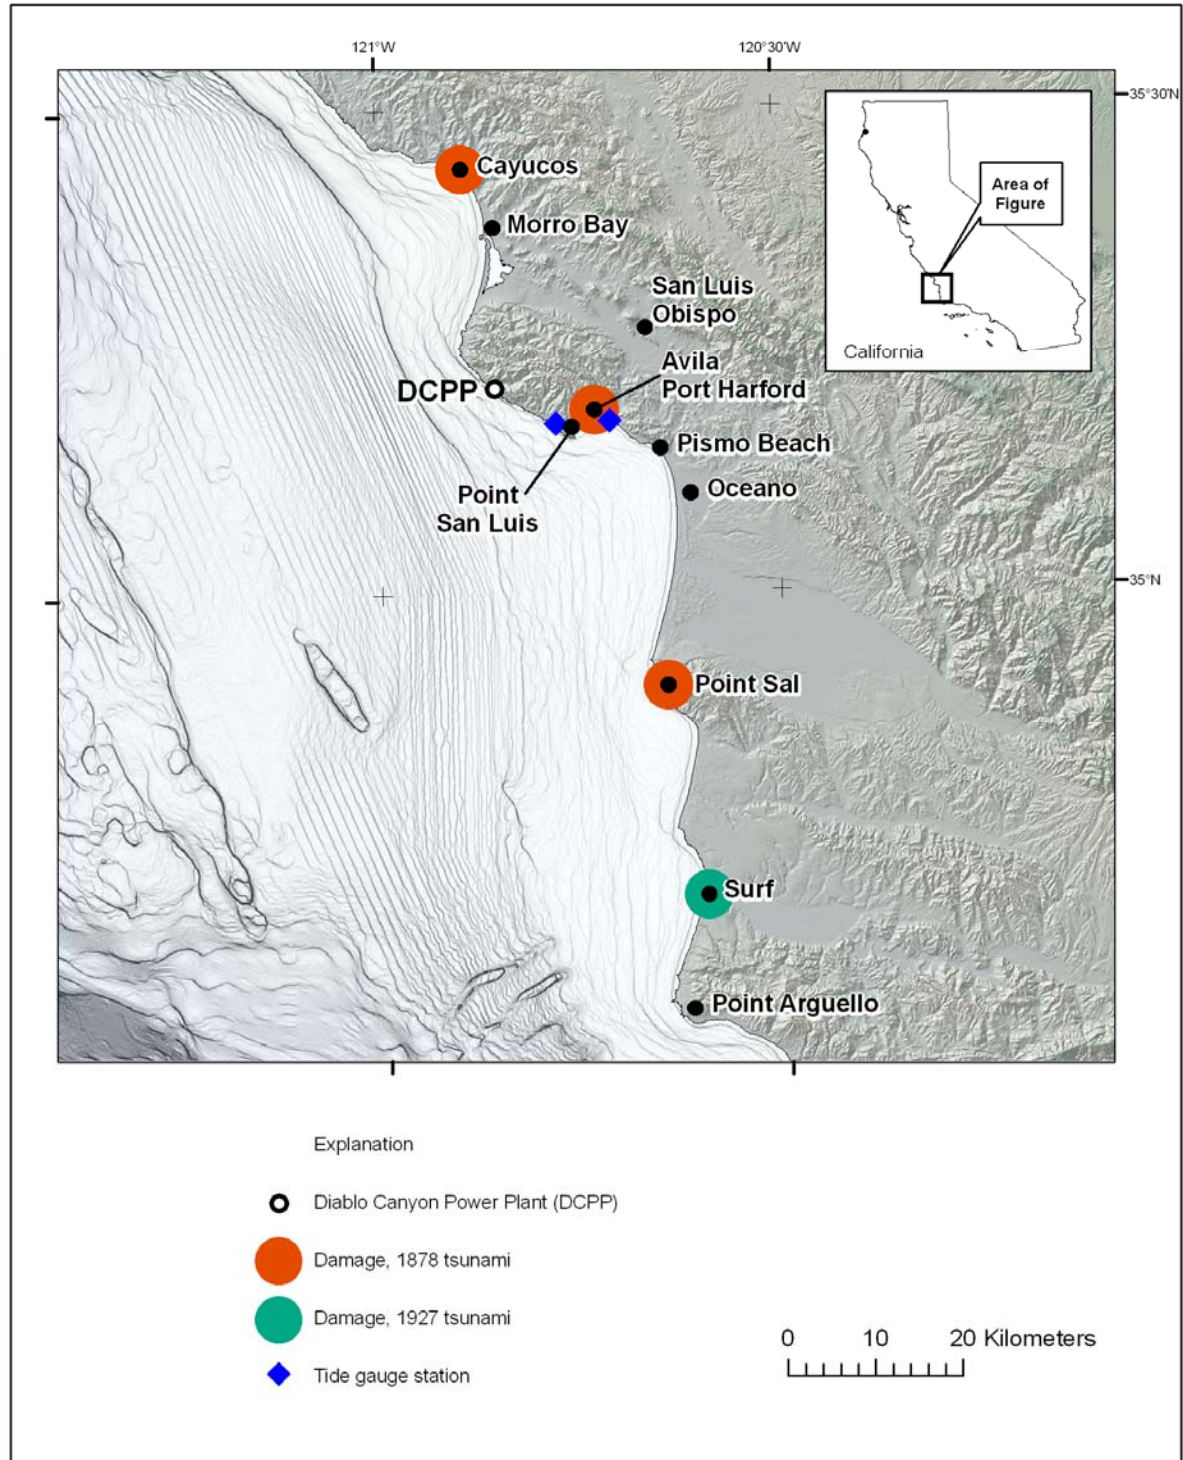 121°W
120°30'W
35°30'N
Cayucos
Morro Bay
San Luis
Obispo
Area of
Figure
California
Avila
Port Harford
DCPP
Pismo Beach
Oceano
Point
San Luis
35°N
Point Sal
Surf
Point Arguello
Explanation
Diablo Canyon Power Plant (DCPP)
Damage, 1878 tsunami
Damage, 1927 tsunami
Tide gauge station
0 10 20 Kilometers